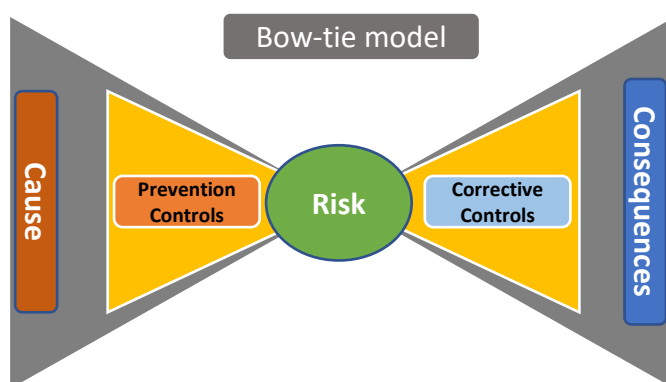 Bow-tie model
Cause
Prevention
Controls
Risk
Corrective
Controls
Consequences